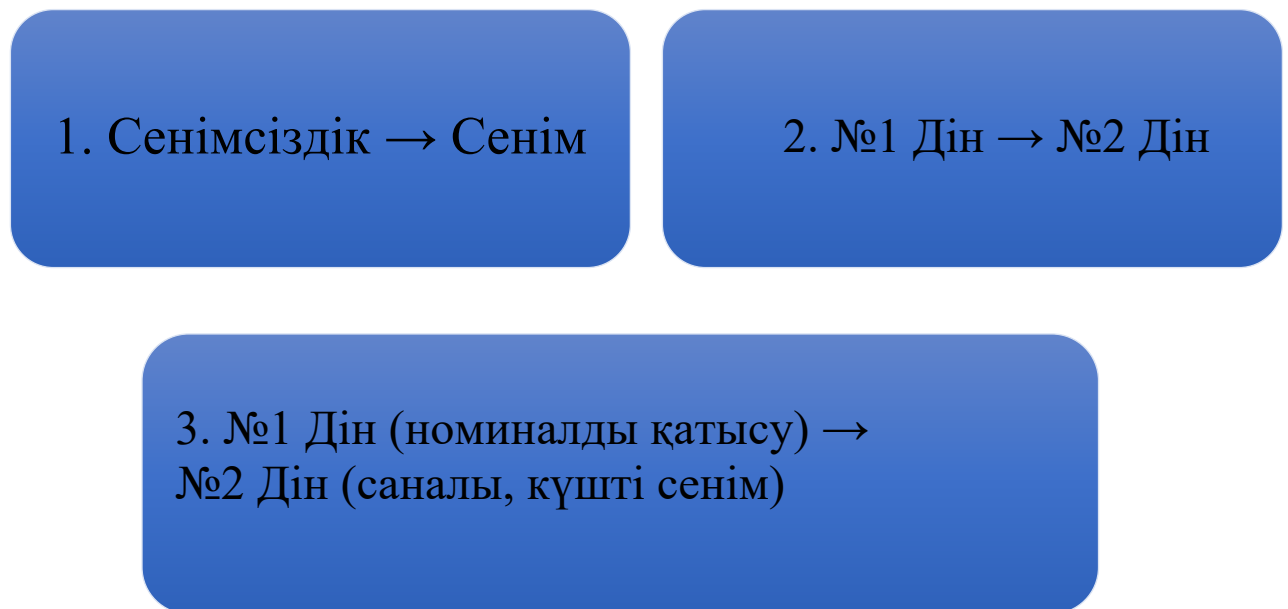 1. Сенімсіздік → Сенім
2. №1 Дін → №2 Дін
3. №1 Дін (номиналды қатысу) →
№2 Дін (саналы, күшті сенім)